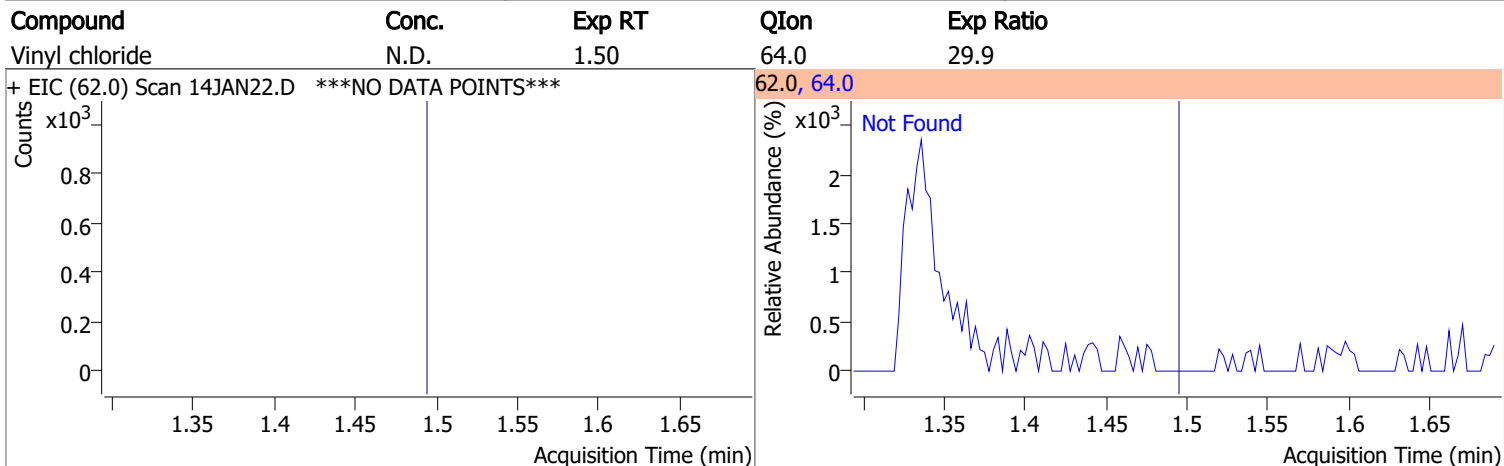 Compound Conc. Exp RT QIon Exp Ratio
Vinyl chloride N.D. 1.50 64.0 29.9
+ EIC (62.0) Scan 14JAN22.D ***NO DATA POINTS***
Counts
x10³
0.8
0.6
0.4
0.2
0
1.35 1.4 1.45 1.5 1.55 1.6 1.65
Acquisition Time (min)
62.0, 64.0
Relative Abundance (%)
x10³
Not Found
2
1.5
1
0.5
0
1.35 1.4 1.45 1.5 1.55 1.6 1.65
Acquisition Time (min)